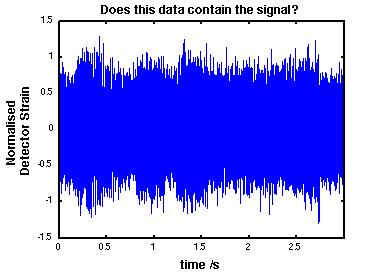 Does this data contain the signal?
1.5
1
0.5
0
-0.5
-1
-1.5
Normalised
Detector Strain
0 0.5 1 1.5 2 2.5
time /s